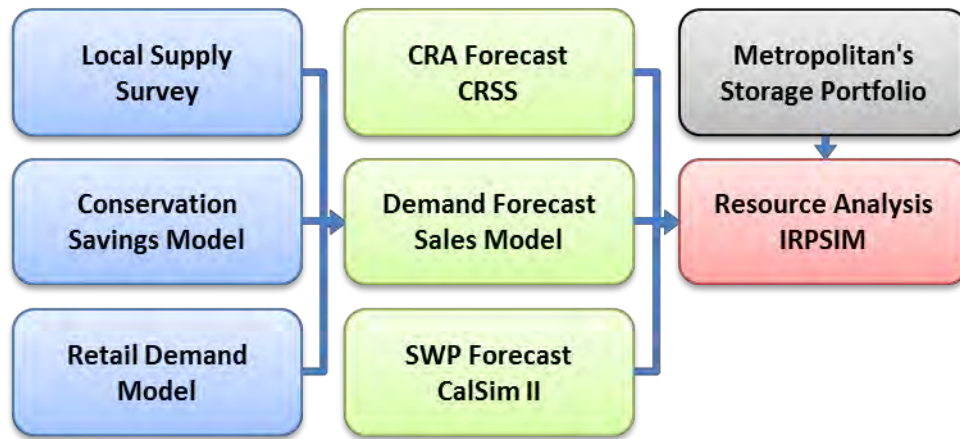 Local Supply
Survey
CRA Forecast
CRSS
Metropolitan's
Storage Portfolio
Conservation
Savings Model
Demand Forecast
Sales Model
Resource Analysis
IRPSIM
Retail Demand
Model
SWP Forecast
CalSim II